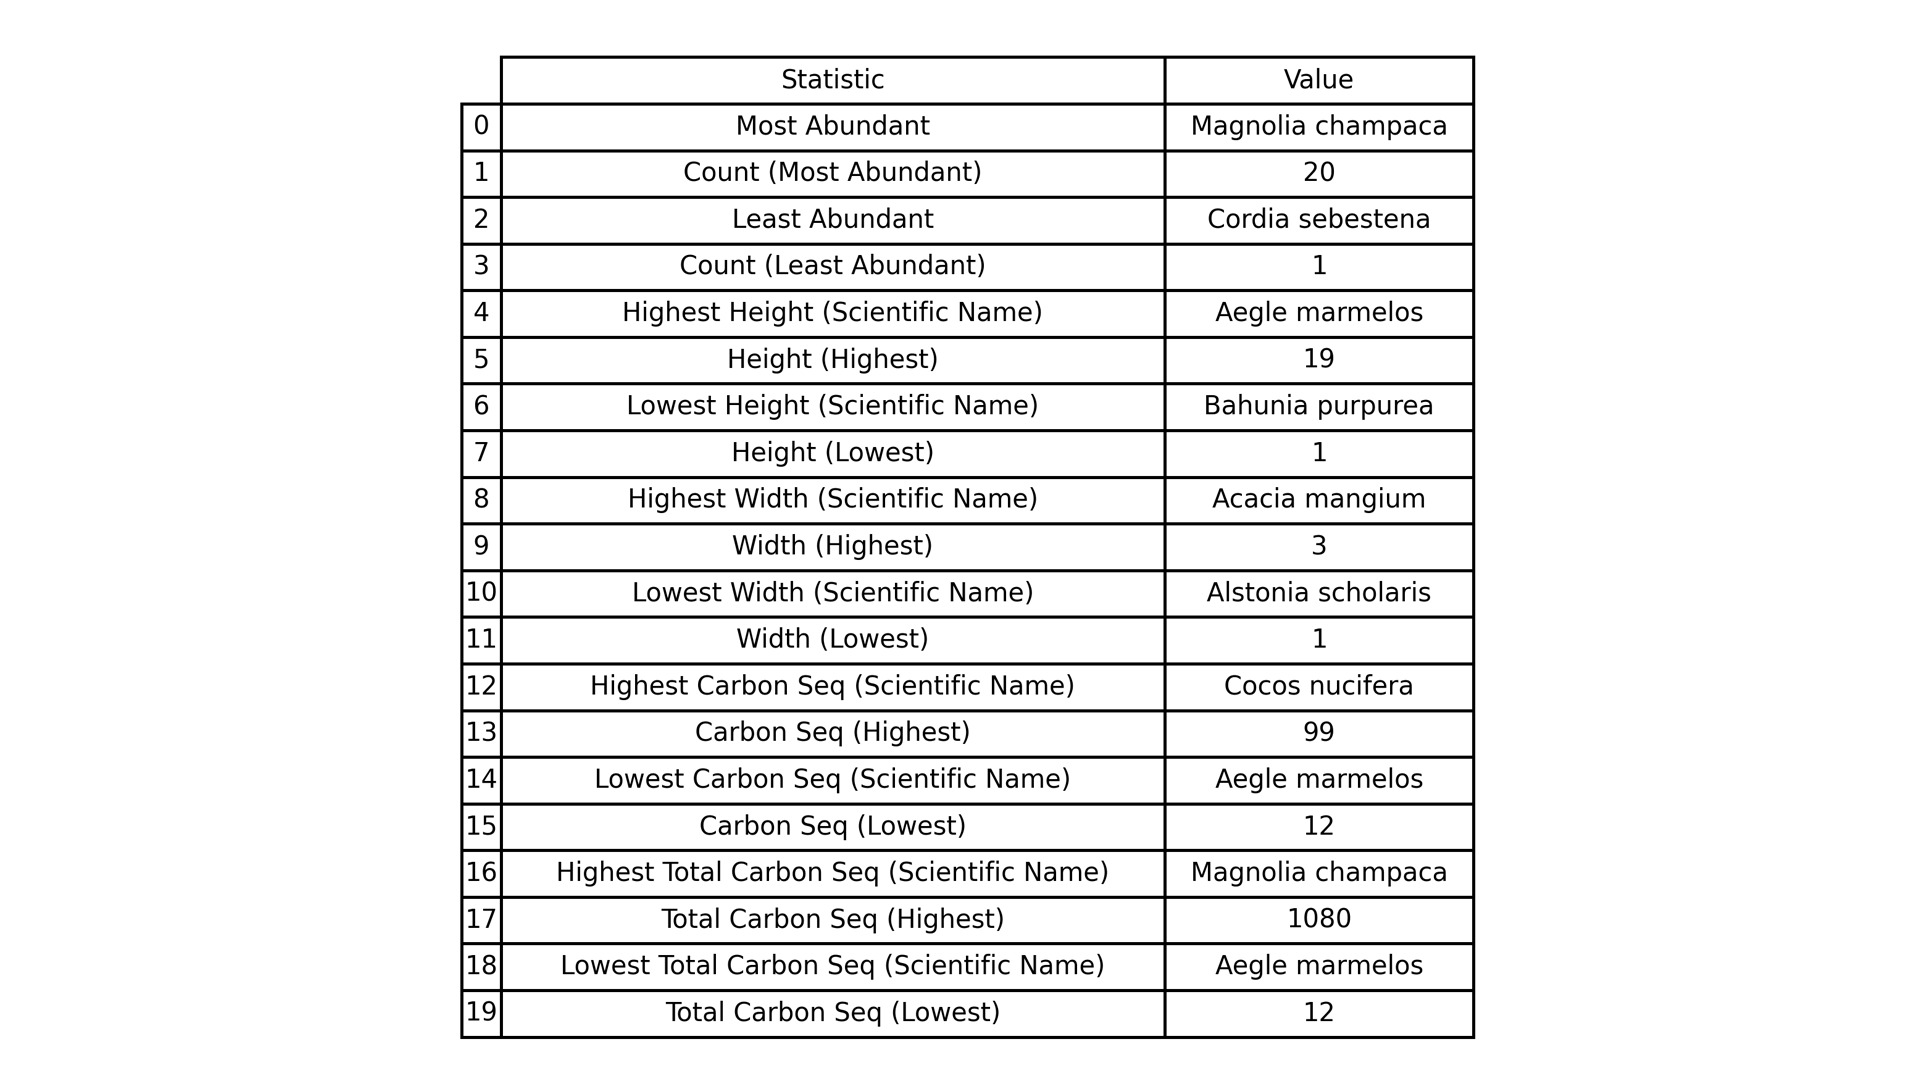 Statistic Value
0 Most Abundant Magnolia champaca
1 Count (Most Abundant) 20
2 Least Abundant Cordia sebestena
3 Count (Least Abundant) 1
4 Highest Height (Scientific Name) Aegle marmelos
5 Height (Highest) 19
6 Lowest Height (Scientific Name) Bahunia purpurea
7 Height (Lowest) 1
8 Highest Width (Scientific Name) Acacia mangium
9 Width (Highest) 3
10 Lowest Width (Scientific Name) Alstonia scholaris
11 Width (Lowest) 1
12 Highest Carbon Seq (Scientific Name) Cocos nucifera
13 Carbon Seq (Highest) 99
14 Lowest Carbon Seq (Scientific Name) Aegle marmelos
15 Carbon Seq (Lowest) 12
16 Highest Total Carbon Seq (Scientific Name) Magnolia champaca
17 Total Carbon Seq (Highest) 1080
18 Lowest Total Carbon Seq (Scientific Name) Aegle marmelos
19 Total Carbon Seq (Lowest) 12